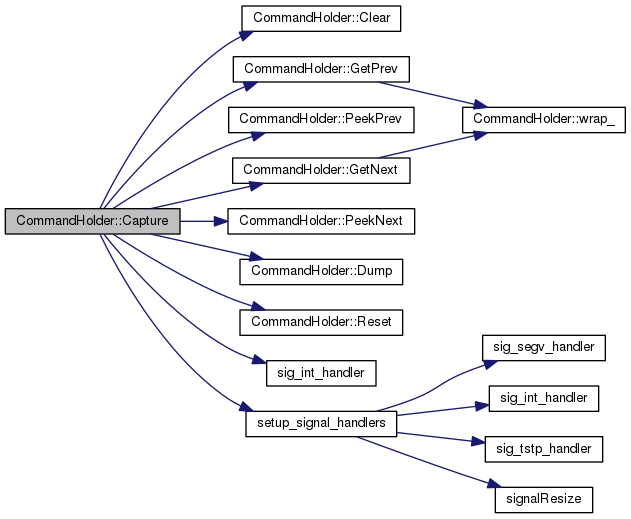 CommandHolder::Clear
CommandHolder::GetPrev
CommandHolder::PeekPrev
CommandHolder::wrap_
CommandHolder::GetNext
CommandHolder::Capture
CommandHolder::PeekNext
CommandHolder::Dump
CommandHolder::Reset
sig_segv_handler
sig_int_handler
sig_int_handler
setup_signal_handlers
sig_tstp_handler
signalResize